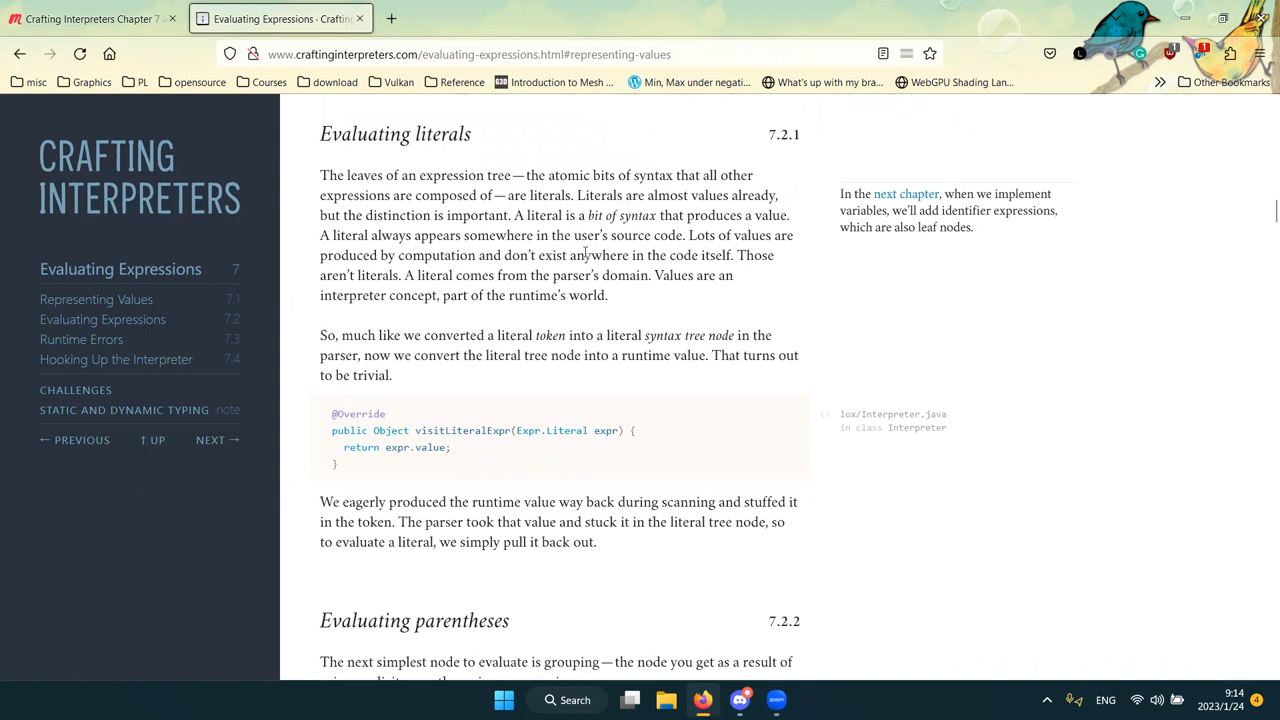 Crafting Interpreters Chapter 7 a
Evaluating Expressions · Crafting
www.craftinginterpreters.com/evaluating-expressions.html#representing-values
misc
Graphics
PL
opensource
Courses
download
Vulkan
Reference
Introduction to Mesh ...
Min, Max under negati...
What's up with my bra...
WebGPU Shading Lan...
Other Bookmarks
CRAFTING
INTERPRETERS
Evaluating Expressions 7
Representing Values 7.1
Evaluating Expressions 7.2
Runtime Errors 7.3
Hooking Up the Interpreter 7.4
CHALLENGES
STATIC AND DYNAMIC TYPING note
← PREVIOUS ↑ UP NEXT →
Evaluating literals 7.2.1
The leaves of an expression tree—the atomic bits of syntax that all other
expressions are composed of—are literals. Literals are almost values already,
but the distinction is important. A literal is a bit of syntax that produces a value.
A literal always appears somewhere in the user's source code. Lots of values are
produced by computation and don't exist anywhere in the code itself. Those
aren't literals. A literal comes from the parser's domain. Values are an
interpreter concept, part of the runtime's world.
In the next chapter, when we implement
variables, we'll add identifier expressions,
which are also leaf nodes.
So, much like we converted a literal token into a literal syntax tree node in the
parser, now we convert the literal tree node into a runtime value. That turns out
to be trivial.
@Override
public Object visitLiteralExpr(Expr.Literal expr) {
return expr.value;
}
<< lox/Interpreter.java
in class Interpreter
We eagerly produced the runtime value way back during scanning and stuffed it
in the token. The parser took that value and stuck it in the literal tree node, so
to evaluate a literal, we simply pull it back out.
Evaluating parentheses 7.2.2
The next simplest node to evaluate is grouping—the node you get as a result of
Search
zoom
ENG
9:14
2023/1/24
4